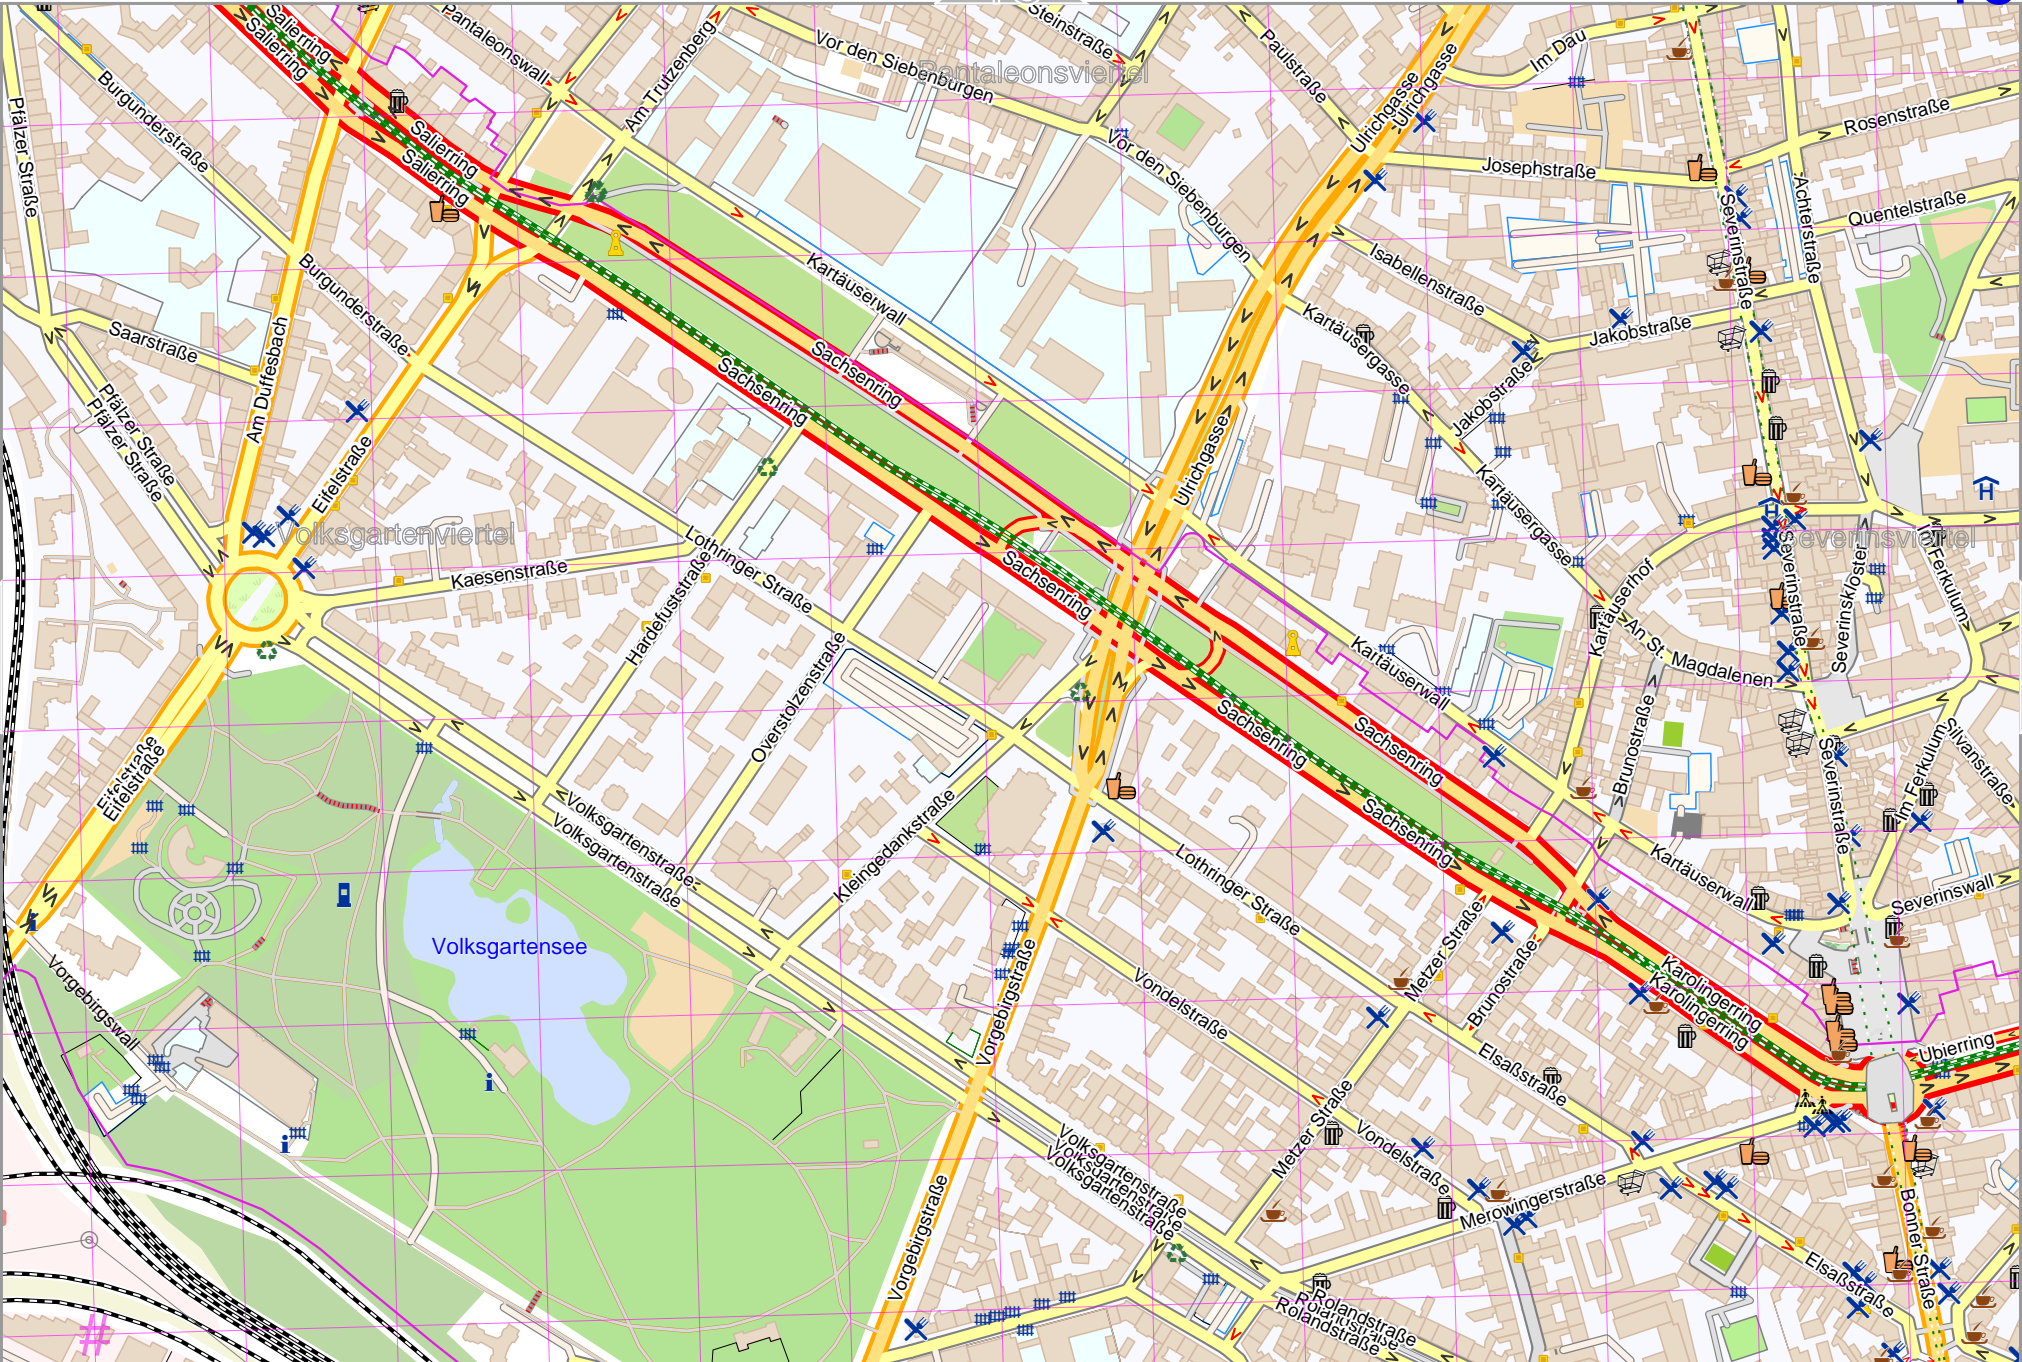 Salierring
Salierring
Pantaleonswall
Am Trutzenberg
Vor den Siebenburgen
Steinstraße
Pantaleonsviertel
Paulstraße
Ulrichgasse
Ulrichgasse
Im Dau
Rosenstraße
Pfälzer Straße
Burgunderstraße
Salierring
Salierring
Vor den Siebenburgen
Josephstraße
Achterstraße
Quentelstraße
Severinstraße
Isabellenstraße
Burgunderstraße
Kartäuserwall
Kartäusergasse
Jakobstraße
Saarstraße
Am Duffesbach
Sachsenring
Sachsenring
Jakobstraße
Pfälzer Straße
Pfälzer Straße
Eifelstraße
Ulrichgasse
Kartäusergasse
Volksgartenviertel
Severinsviertel
Im Ferkulum
Severinstraße
Severinskloster
Lothringer Straße
Kaesenstraße
Hardefuststraße
Sachsenring
Kartäuserhof
An St. Magdalenen
Kartäuserwall
Overstolzenstraße
Sachsenring
Sachsenring
Brunostraße
Severinstraße
Im Ferkulum
Silvanstraße
Eifelstraße
Eifelstraße
Volksgartenstraße
Volksgartenstraße
Kleingedankstraße
Sachsenring
Lothringer Straße
Kartäuserwall
Severinswall
Volksgartensee
Vorgebirgswall
Vorgebirgstraße
Vondelstraße
Metzer Straße
Brunostraße
Karolingerring
Karolingerring
Ubierring
Elsaßstraße
Metzer Straße
Vondelstraße
Volksgartenstraße
Volksgartenstraße
Volksgartenstraße
Merowingerstraße
Bonner Straße
Vorgebirgstraße
Elsaßstraße
Rolandstraße
Rolandstraße
Rolandstraße